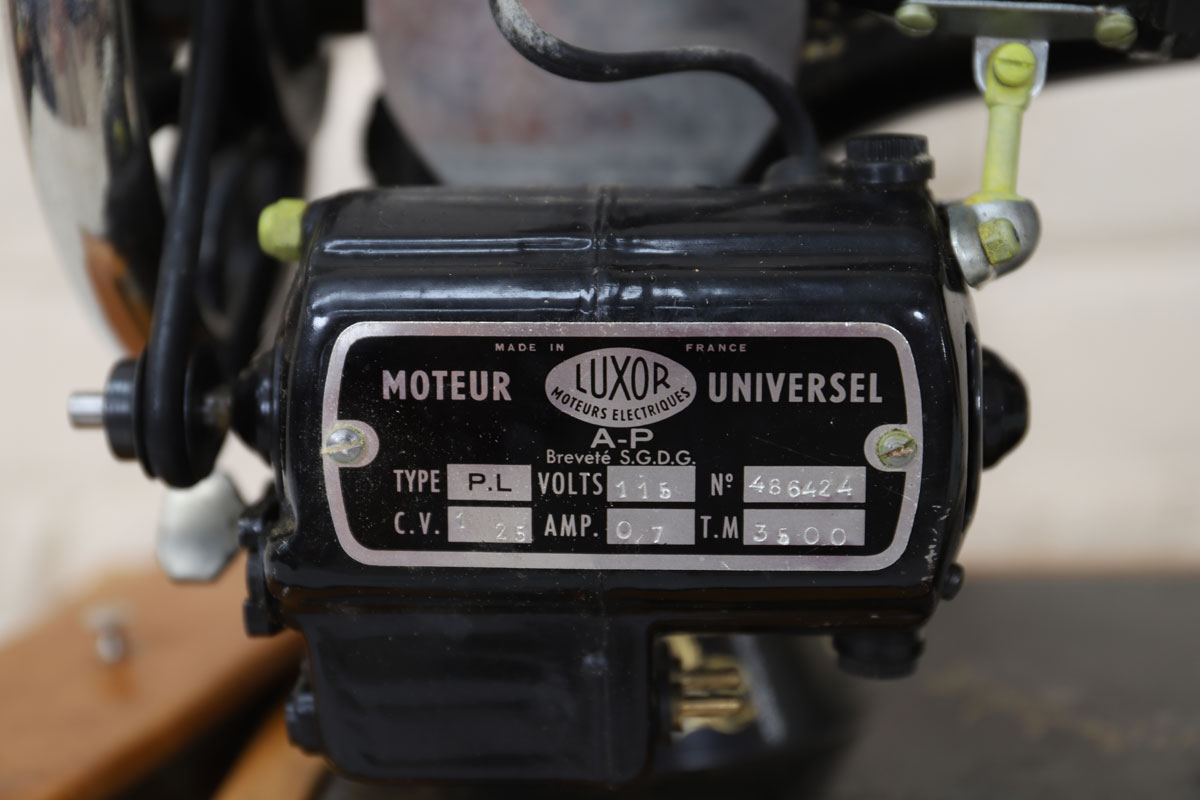 MADE IN FRANCE
MOTEUR LUXOR UNIVERSEL
MOTEURS ELECTRIQUES
A-P
Breveté S.G.D.G.
TYPE P.L VOLTS 115 Nº 486424
C.V. 1 25 AMP. 0,7 T.M 3500